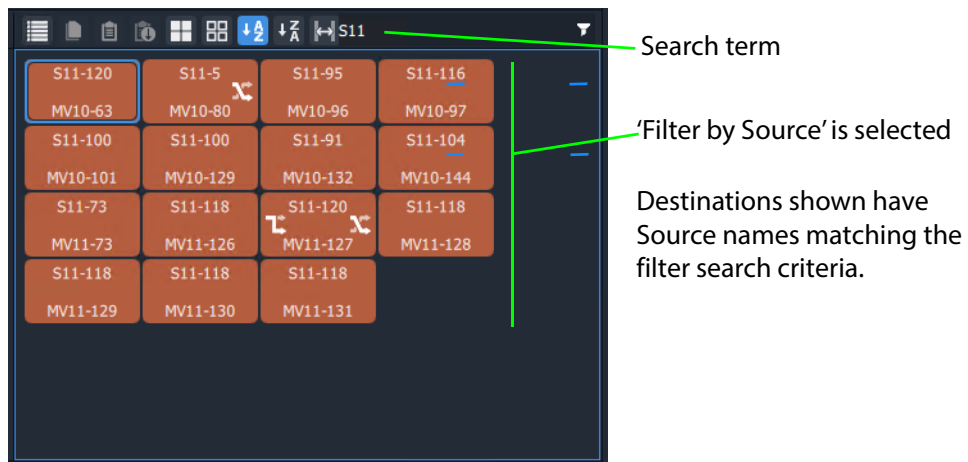 S11
Search term
S11-120 S11-5 S11-95 S11-116
MV10-63 MV10-80 MV10-96 MV10-97
'Filter by Source' is selected
S11-100 S11-100 S11-91 S11-104
MV10-101 MV10-129 MV10-132 MV10-144
S11-73 S11-118 S11-120 S11-118
MV11-73 MV11-126 MV11-127 MV11-128
Destinations shown have
Source names matching the
filter search criteria.
S11-118 S11-118 S11-118
MV11-129 MV11-130 MV11-131